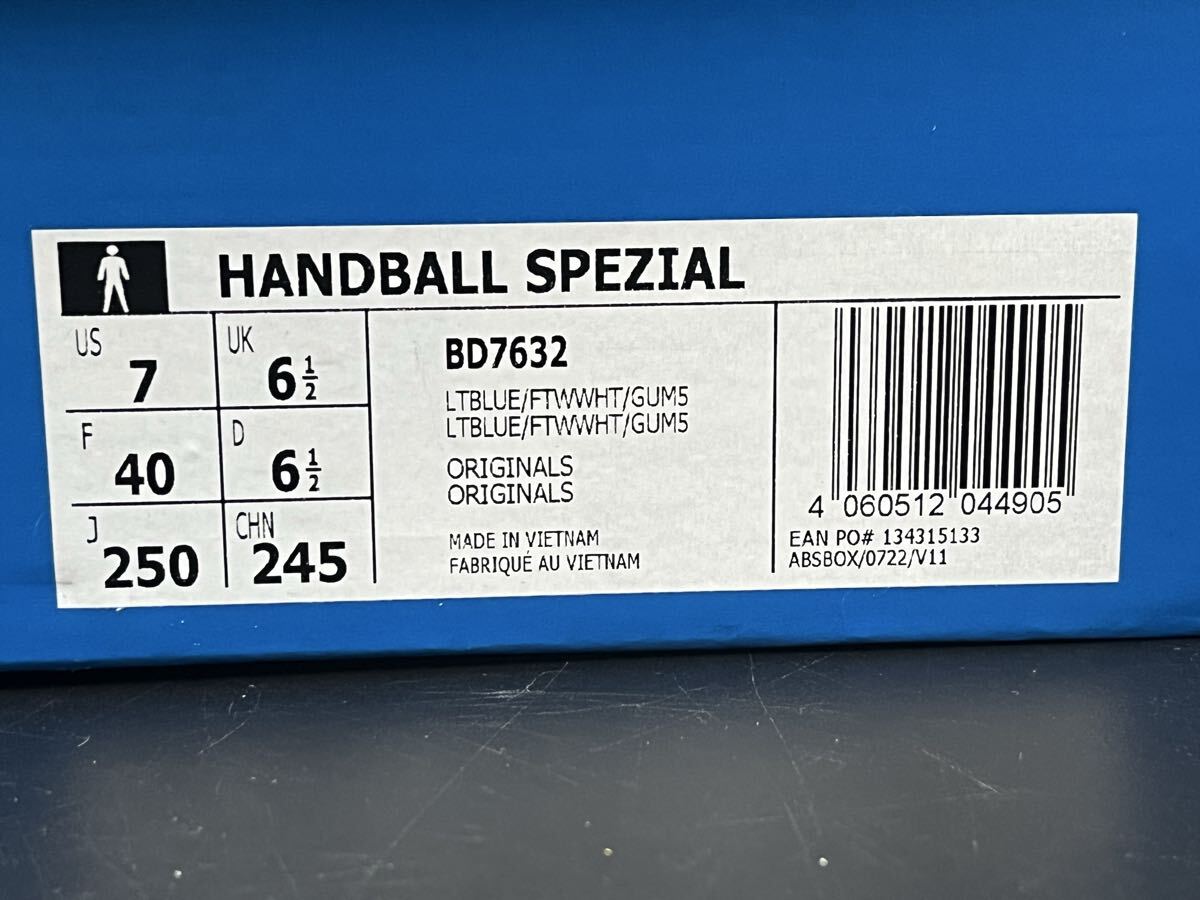 HANDBALL SPEZIAL
US 7
UK 6 1/2
F 40
D 6 1/2
J 250
CHN 245
BD7632
LTBLUE/FTWWHT/GUM5
LTBLUE/FTWWHT/GUM5
ORIGINALS
ORIGINALS
MADE IN VIETNAM
FABRIQUÉ AU VIETNAM
4 060512 044905
EAN PO# 134315133
ABSBOX/0722/V11